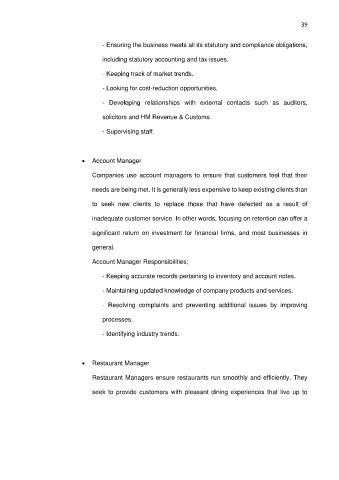 39
- Ensuring the business meets all its statutory and compliance obligations,
including statutory accounting and tax issues.
- Keeping track of market trends.
- Looking for cost-reduction opportunities.
- Developing relationships with external contacts such as auditors,
solicitors and HM Revenue & Customs.
- Supervising staff.
• Account Manager
Companies use account managers to ensure that customers feel that their
needs are being met. It is generally less expensive to keep existing clients than
to seek new clients to replace those that have defected as a result of
inadequate customer service. In other words, focusing on retention can offer a
significant return on investment for financial firms, and most businesses in
general.
Account Manager Responsibilities;
- Keeping accurate records pertaining to inventory and account notes.
- Maintaining updated knowledge of company products and services.
- Resolving complaints and preventing additional issues by improving
processes.
- Identifying industry trends.
• Restaurant Manager
Restaurant Managers ensure restaurants run smoothly and efficiently. They
seek to provide customers with pleasant dining experiences that live up to